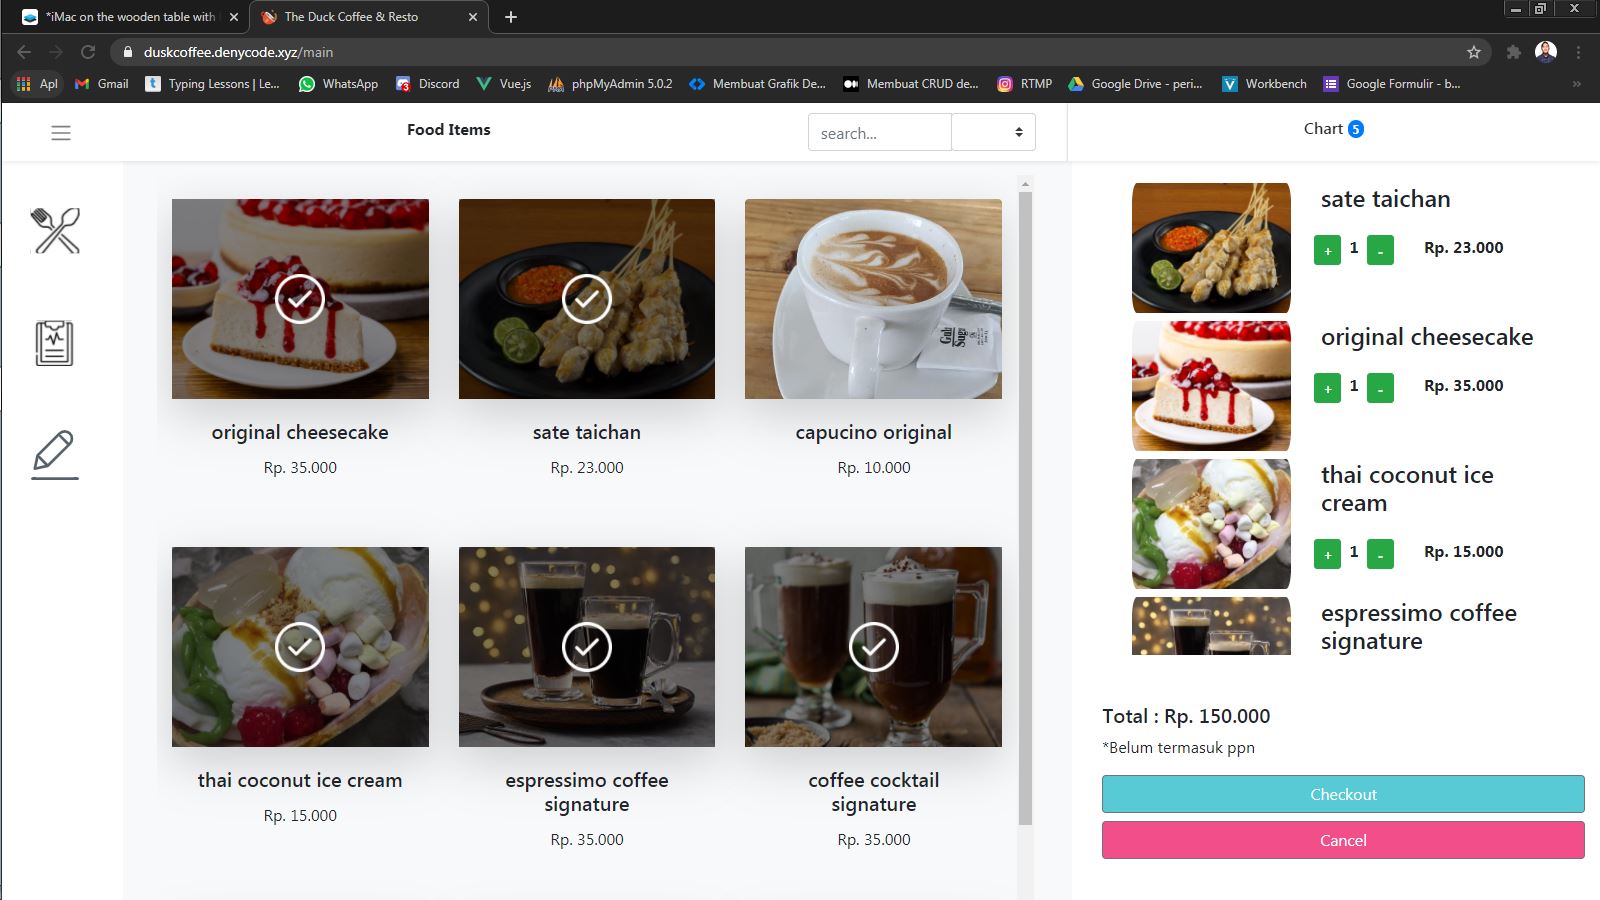 *iMac on the wooden table with
The Duck Coffee & Resto
duskcoffee.denycode.xyz/main
Apl
Gmail
Typing Lessons | Le...
WhatsApp
Discord
Vue.js
phpMyAdmin 5.0.2
Membuat Grafik De...
Membuat CRUD de...
RTMP
Google Drive - peri...
Workbench
Google Formulir - b...
Food Items
search...
Chart 5
original cheesecake
Rp. 35.000
sate taichan
Rp. 23.000
capucino original
Rp. 10.000
thai coconut ice cream
Rp. 15.000
espressimo coffee
signature
Rp. 35.000
coffee cocktail
signature
Rp. 35.000
sate taichan
+ 1 - Rp. 23.000
original cheesecake
+ 1 - Rp. 35.000
thai coconut ice
cream
+ 1 - Rp. 15.000
espressimo coffee
signature
Total : Rp. 150.000
*Belum termasuk ppn
Checkout
Cancel